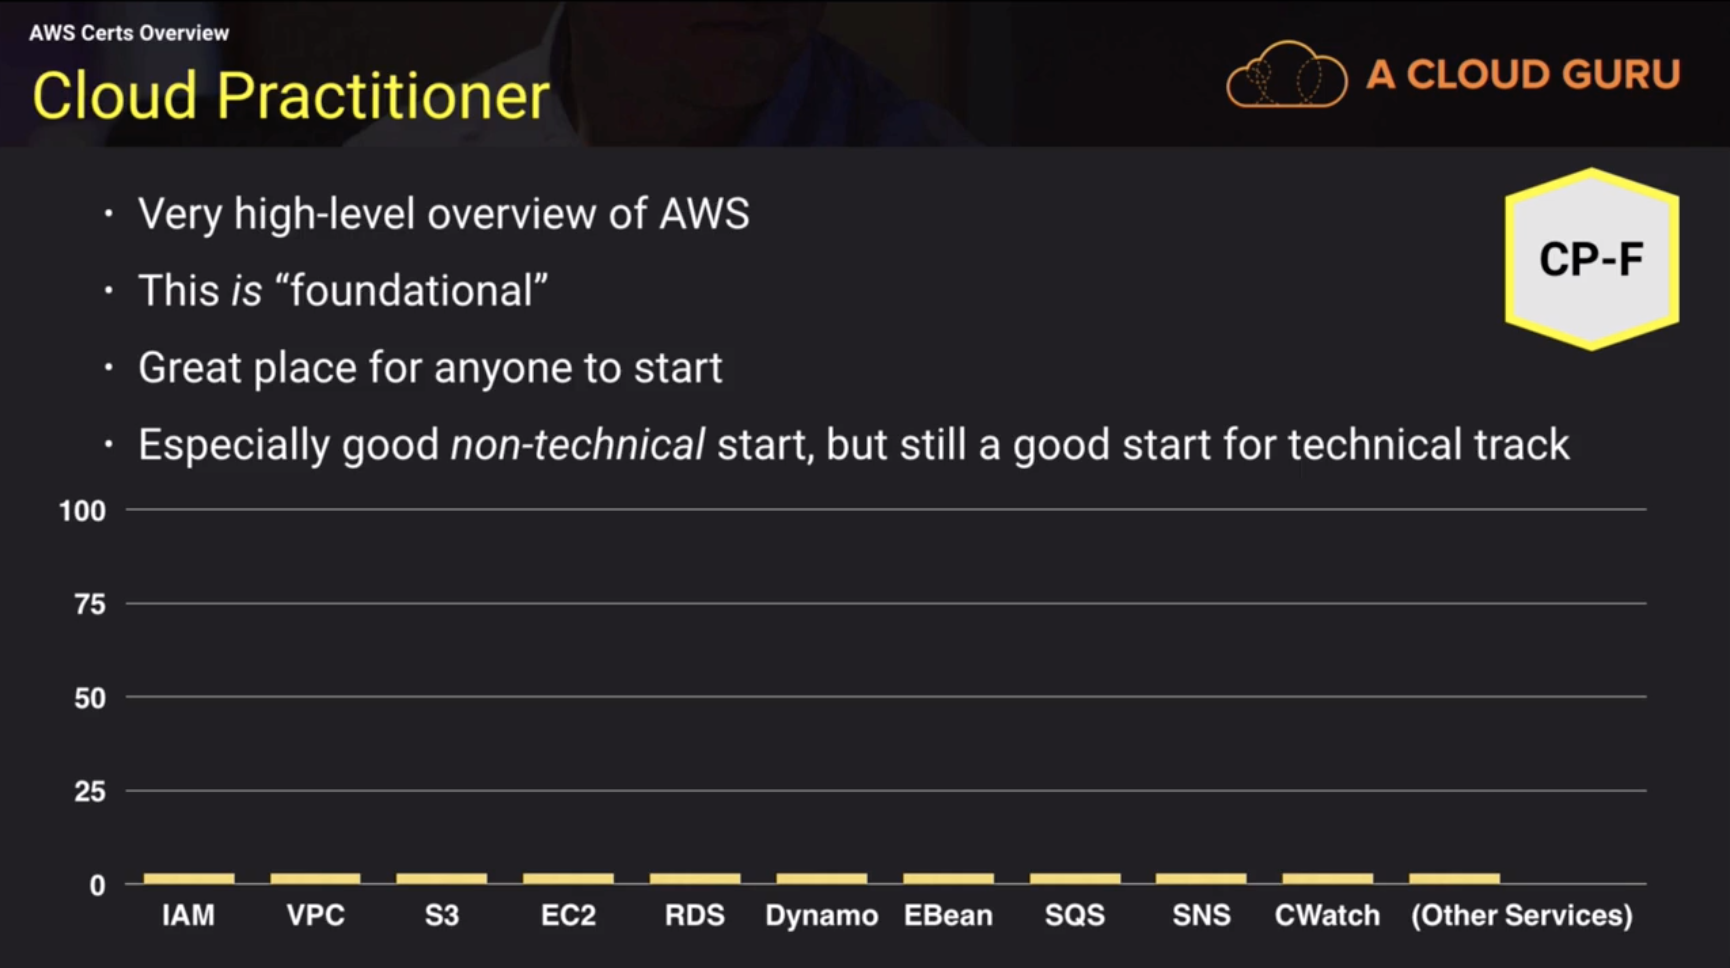 AWS Certs Overview
Cloud Practitioner
A CLOUD GURU
• Very high-level overview of AWS
• This is “foundational”
• Great place for anyone to start
• Especially good non-technical start, but still a good start for technical track
CP-F
100
75
50
25
0
IAM VPC S3 EC2 RDS Dynamo EBean SQS SNS CWatch (Other Services)